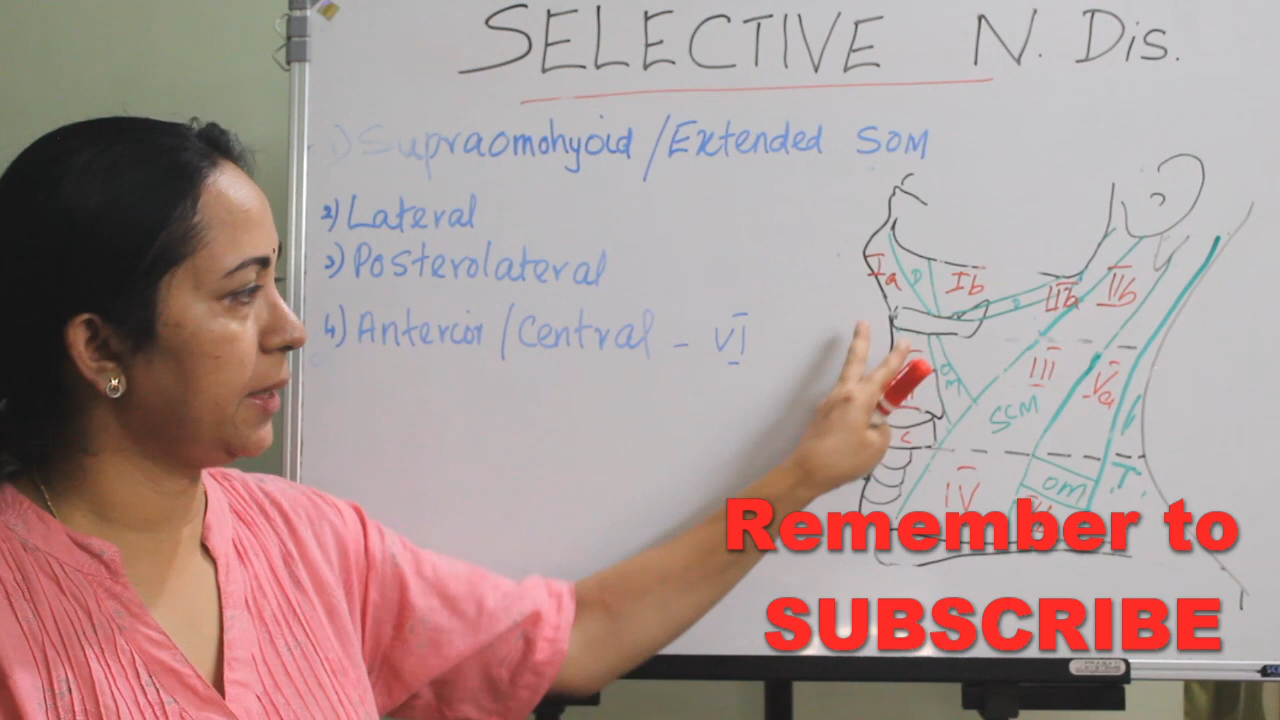 SELECTIVE N. Dis.
1) Supraomohyoid / Extended SOM
2) Lateral
3) Posterolateral
4) Anterior / Central - VI
Ia D Ib
D IIb IIb
III Va
OM
SCM
C
IV OM T
Remember to
SUBSCRIBE